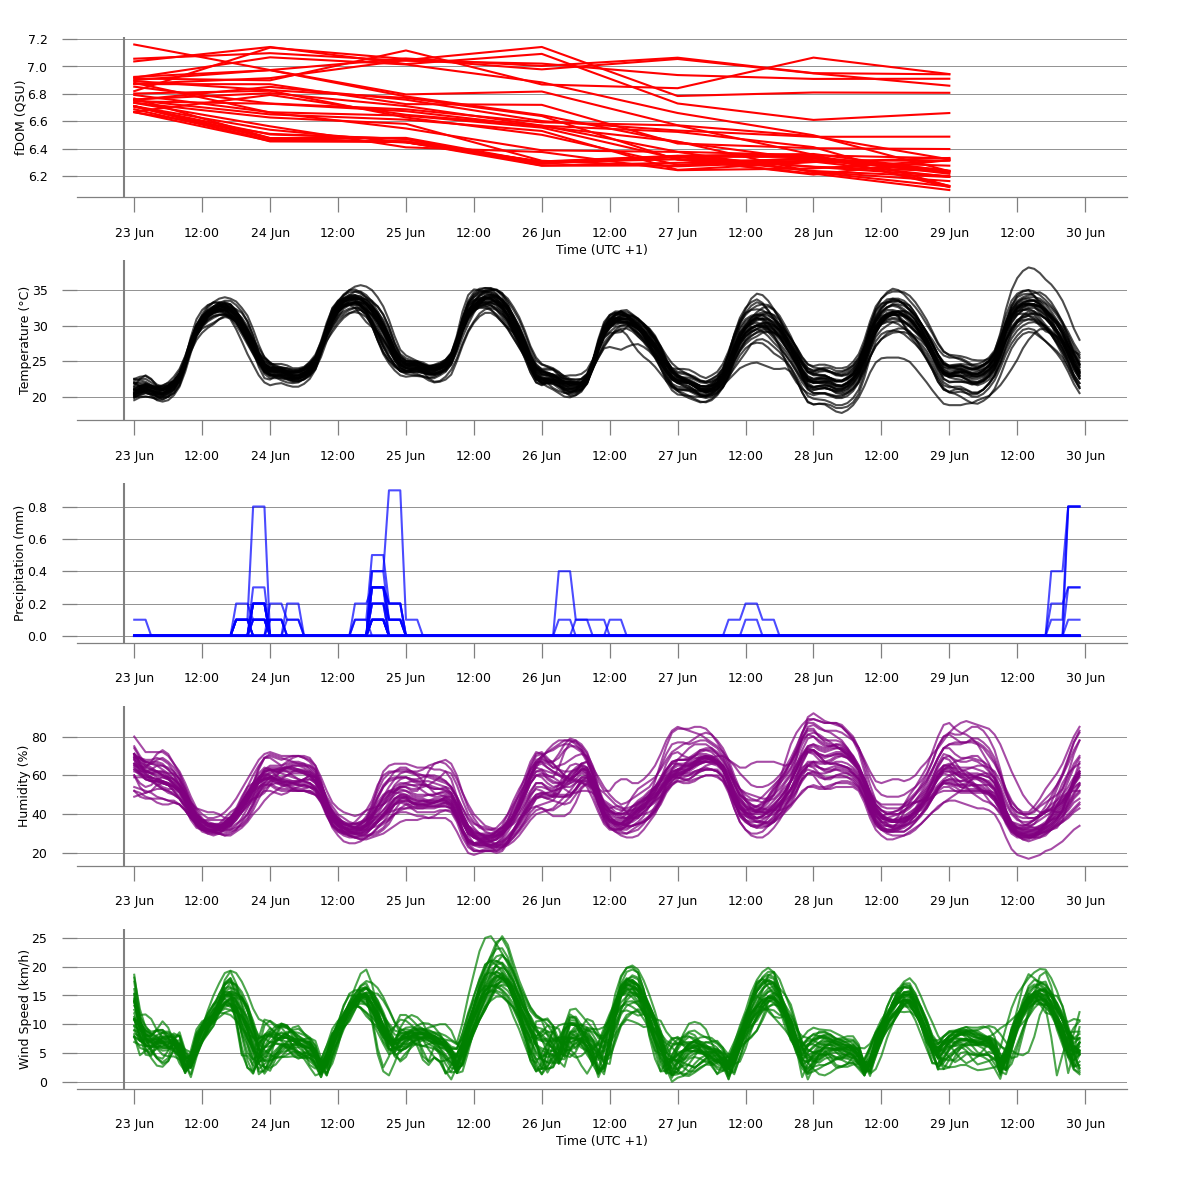 fDOM (QSU)
7.2
7.0
6.8
6.6
6.4
6.2
23 Jun 12:00 24 Jun 12:00 25 Jun 12:00 26 Jun 12:00 27 Jun 12:00 28 Jun 12:00 29 Jun 12:00 30 Jun
Time (UTC +1)
Temperature (°C)
35
30
25
20
23 Jun 12:00 24 Jun 12:00 25 Jun 12:00 26 Jun 12:00 27 Jun 12:00 28 Jun 12:00 29 Jun 12:00 30 Jun
Precipitation (mm)
0.8
0.6
0.4
0.2
0.0
23 Jun 12:00 24 Jun 12:00 25 Jun 12:00 26 Jun 12:00 27 Jun 12:00 28 Jun 12:00 29 Jun 12:00 30 Jun
Humidity (%)
80
60
40
20
23 Jun 12:00 24 Jun 12:00 25 Jun 12:00 26 Jun 12:00 27 Jun 12:00 28 Jun 12:00 29 Jun 12:00 30 Jun
Wind Speed (km/h)
25
20
15
10
5
0
23 Jun 12:00 24 Jun 12:00 25 Jun 12:00 26 Jun 12:00 27 Jun 12:00 28 Jun 12:00 29 Jun 12:00 30 Jun
Time (UTC +1)